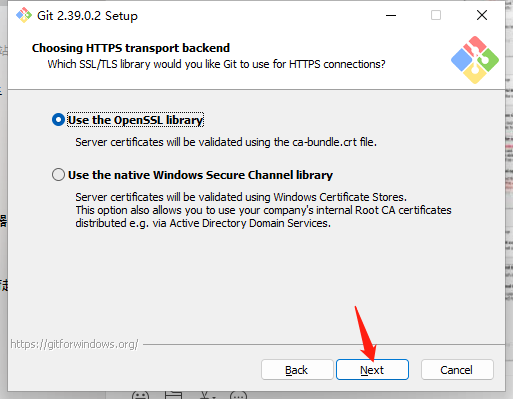 Git 2.39.0.2 Setup
Choosing HTTPS transport backend
Which SSL/TLS library would you like Git to use for HTTPS connections?
Use the OpenSSL library
Server certificates will be validated using the ca-bundle.crt file.
Use the native Windows Secure Channel library
Server certificates will be validated using Windows Certificate Stores.
This option also allows you to use your company's internal Root CA certificates
distributed e.g. via Active Directory Domain Services.
https://gitforwindows.org/
Back
Next
Cancel